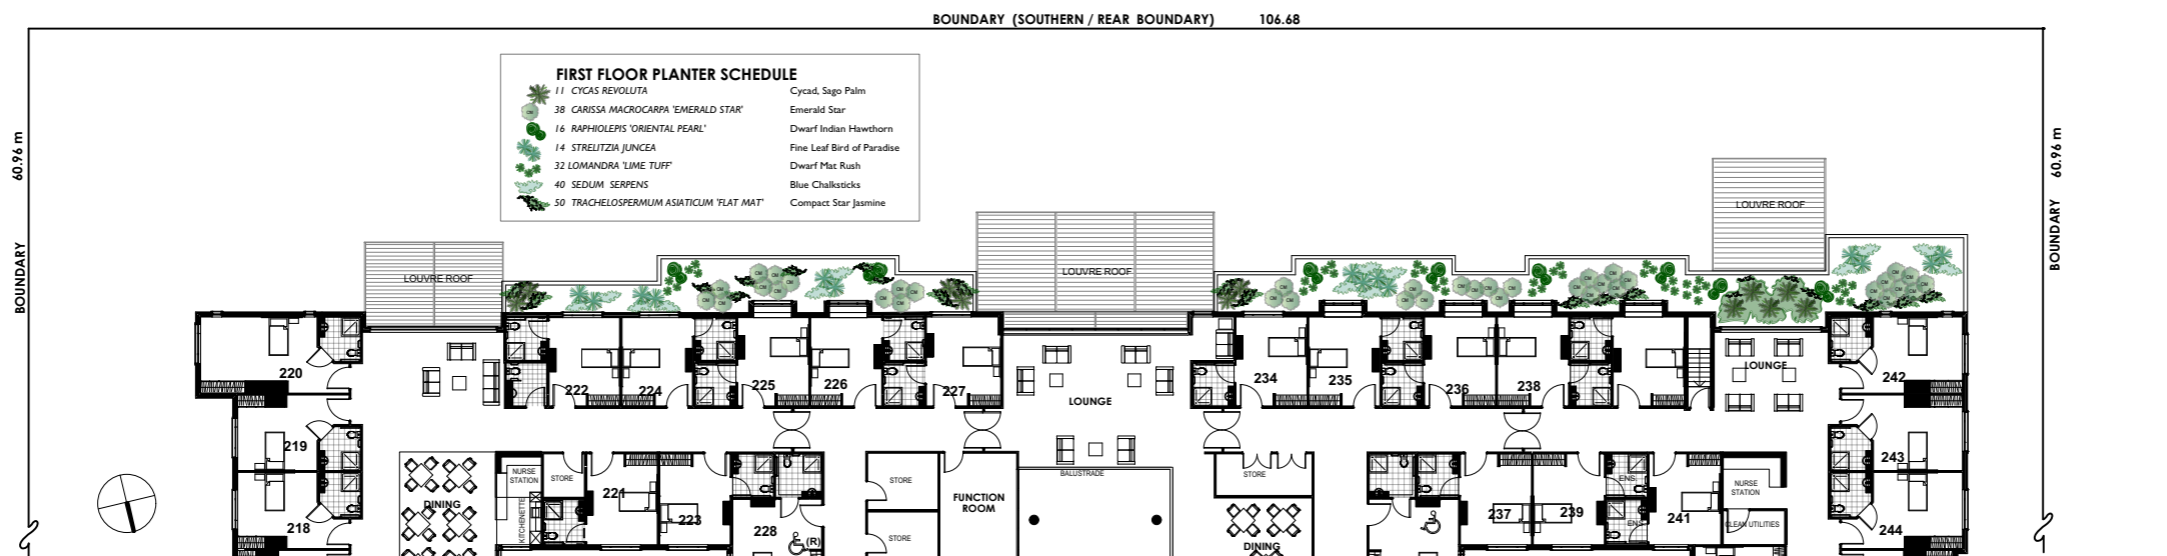 BOUNDARY (SOUTHERN / REAR BOUNDARY) 106.68
FIRST FLOOR PLANTER SCHEDULE
11 CYCAS REVOLUTA Cycad, Sago Palm
38 CARISSA MACROCARPA 'EMERALD STAR' Emerald Star
16 RAPHIOLEPIS 'ORIENTAL PEARL' Dwarf Indian Hawthorn
14 STRELITZIA JUNCEA Fine Leaf Bird of Paradise
32 LOMANDRA 'LIME TUFF' Dwarf Mat Rush
40 SEDUM SERPENS Blue Chalksticks
50 TRACHELOSPERMUM ASIATICUM 'FLAT MAT' Compact Star Jasmine
BOUNDARY 60.96 m
BOUNDARY 60.96 m
LOUVRE ROOF
LOUVRE ROOF
LOUVRE ROOF
220
222
224
225
226
227
LOUNGE
234
235
236
238
LOUNGE
242
219
243
218
DINING
NURSE
STATION
KITCHENETTE
STORE
221
223
228
(R)
STORE
STORE
FUNCTION
ROOM
BALUSTRADE
STORE
DINING
237
239
ENS
ENS
241
NURSE
STATION
CLEAN UTILITIES
244